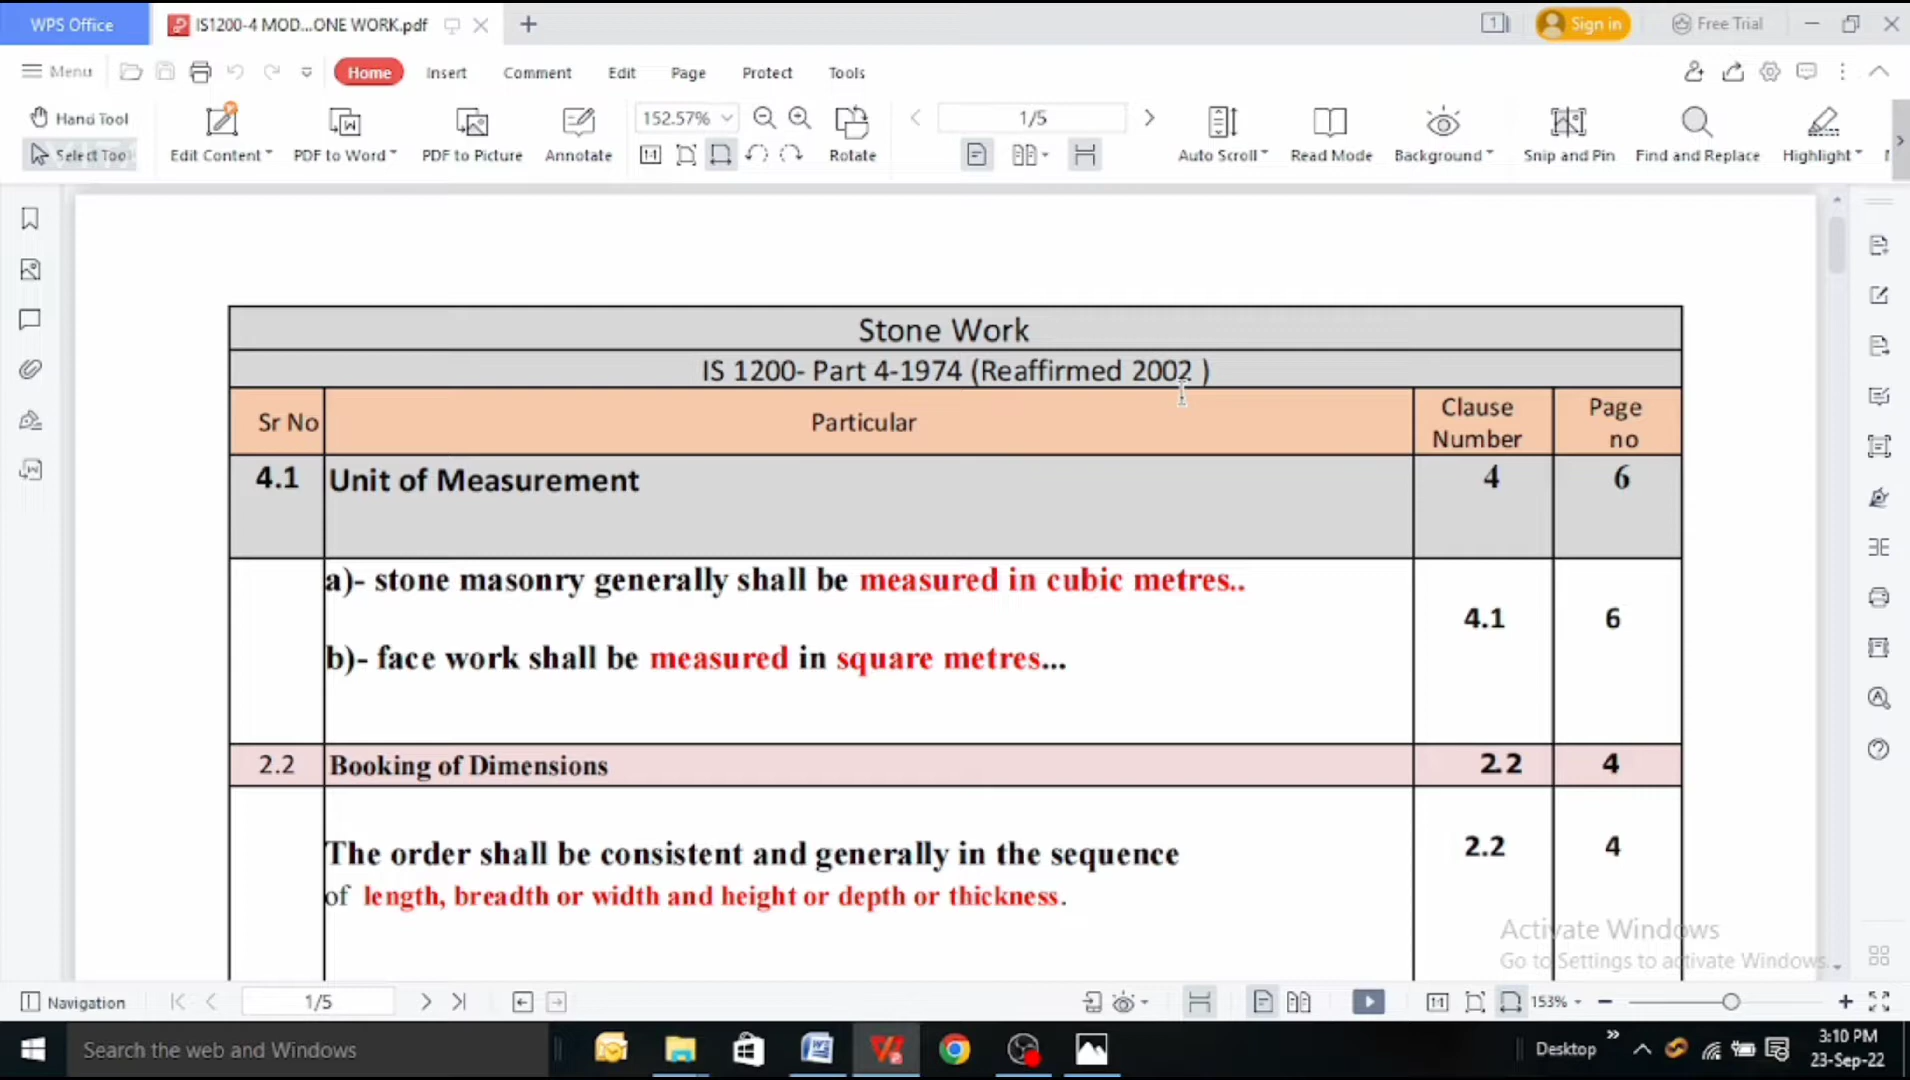 WPS Office
IS1200-4 MOD...ONE WORK.pdf
1
Sign in
Free Trial
Menu
Home
Insert
Comment
Edit
Page
Protect
Tools
Hand Tool
Select Tool
Edit Content
PDF to Word
PDF to Picture
Annotate
152.57%
Rotate
1/5
Auto Scroll
Read Mode
Background
Snip and Pin
Find and Replace
Highlight
Stone Work
IS 1200- Part 4-1974 (Reaffirmed 2002 )
Sr No
Particular
Clause
Number
Page
no
4.1 Unit of Measurement 4 6
a)- stone masonry generally shall be measured in cubic metres..
4.1 6
b)- face work shall be measured in square metres...
2.2 Booking of Dimensions 2.2 4
The order shall be consistent and generally in the sequence
2.2 4
of length, breadth or width and height or depth or thickness.
Activate Windows
Go to Settings to activate Windows.
Navigation
1/5
153%
Search the web and Windows
Desktop
3:10 PM
23-Sep-22